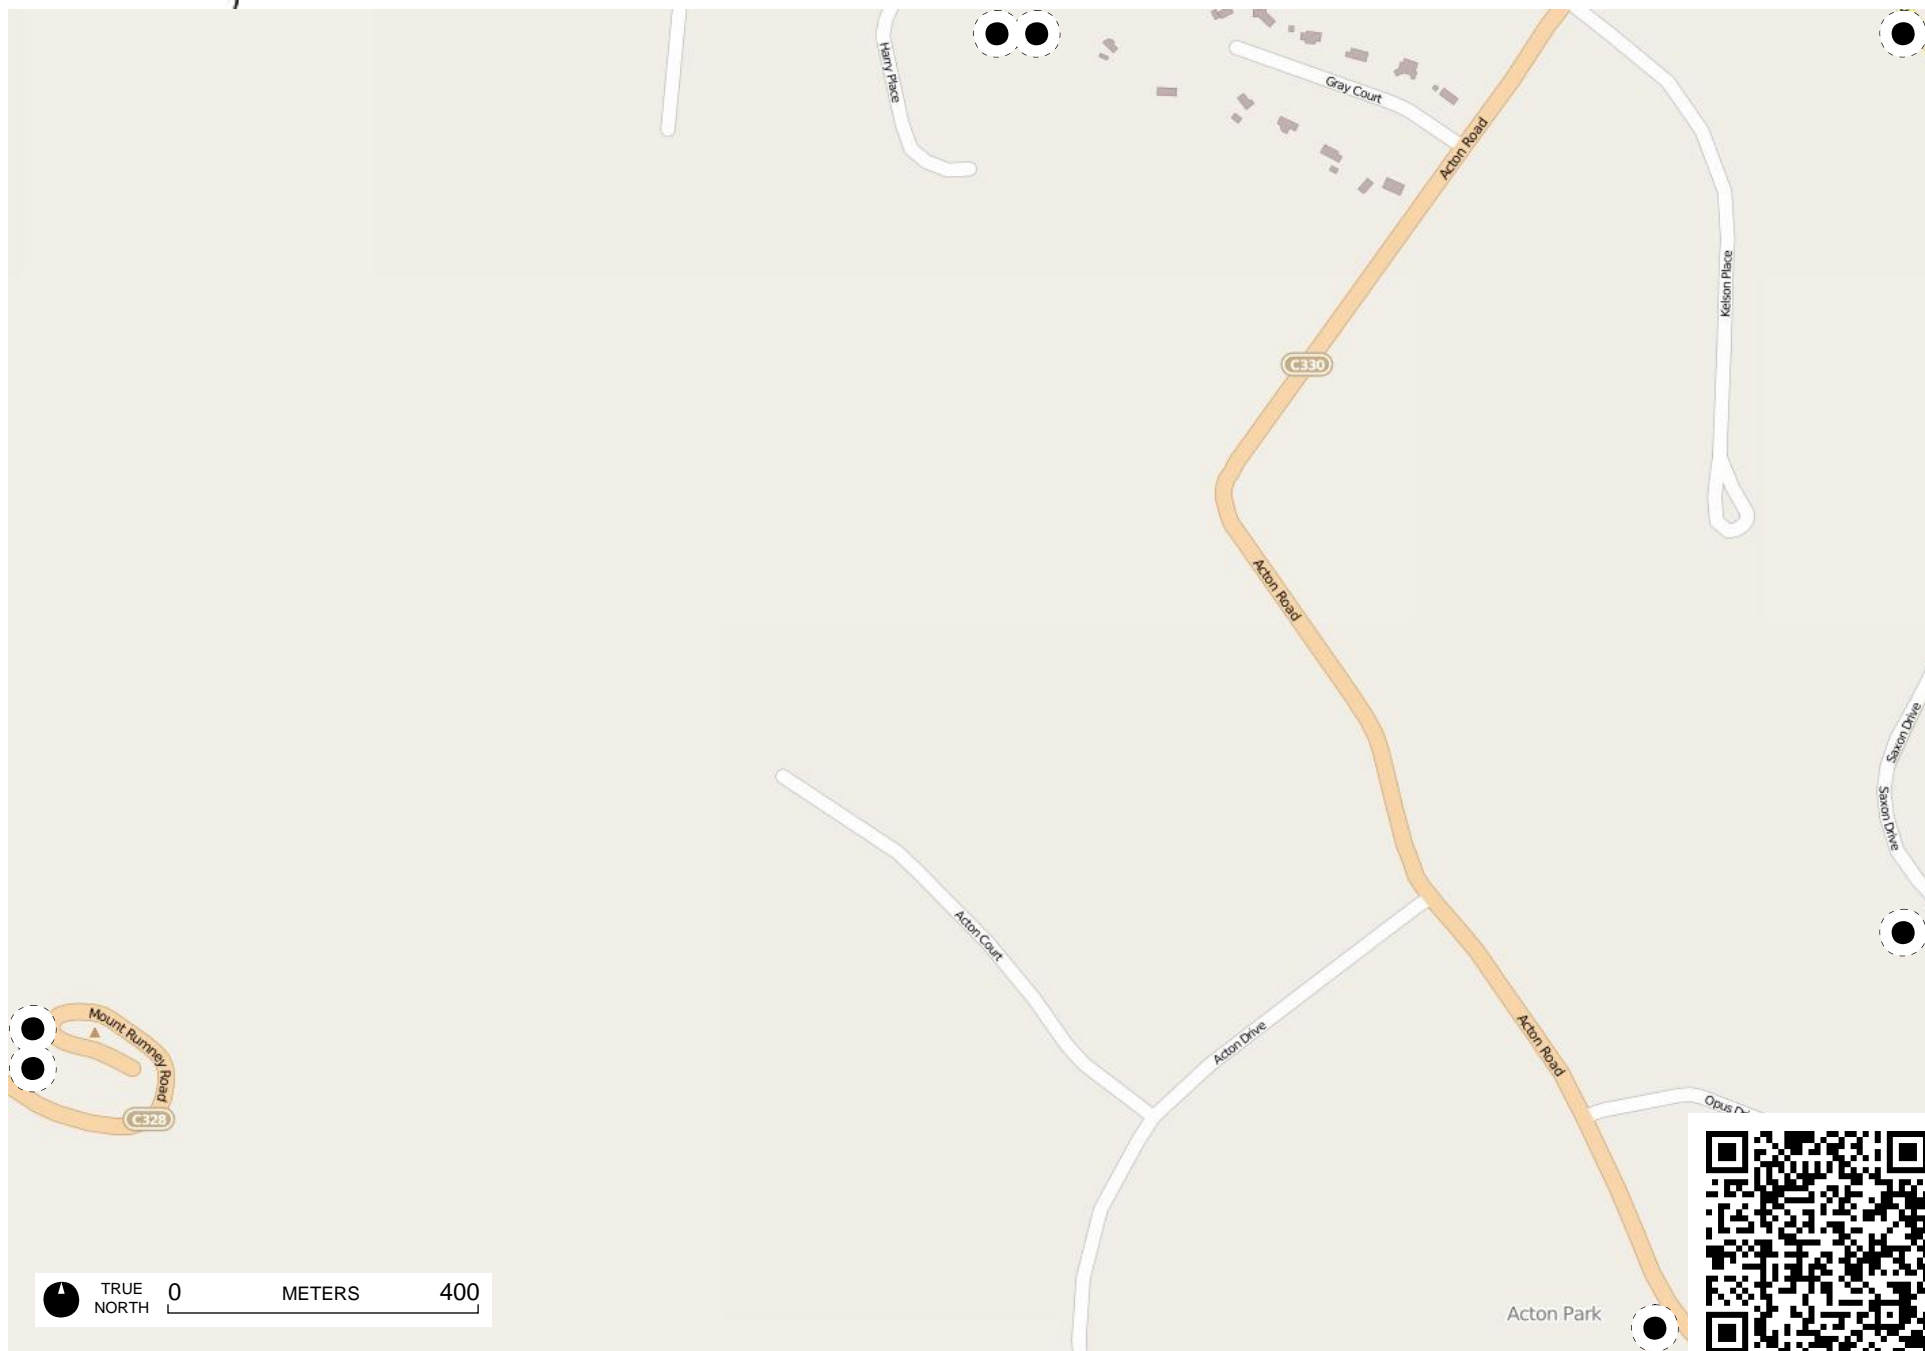 Harry Place
Gray Court
Acton Road
Kelson Place
C330
Acton Road
Saxon Drive
Saxon Drive
Acton Court
Mount Rumney Road
Acton Drive
Acton Road
C328
Opus
TRUE
NORTH
0 METERS 400
Acton Park